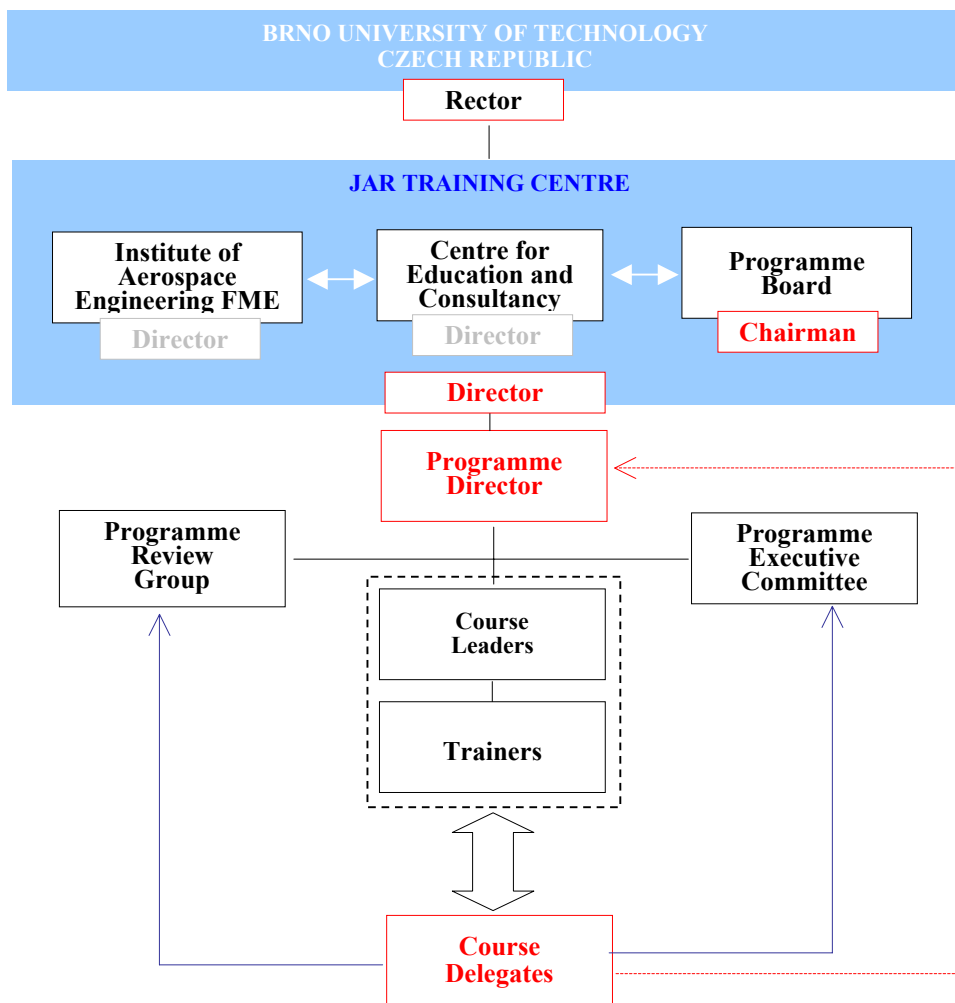 BRNO UNIVERSITY OF TECHNOLOGY
CZECH REPUBLIC
Rector
JAR TRAINING CENTRE
Institute of
Aerospace
Engineering FME
Director
Centre for
Education and
Consultancy
Director
Programme
Board
Chairman
Director
Programme
Director
Programme
Review
Group
Programme
Executive
Committee
Course
Leaders
Trainers
Course
Delegates